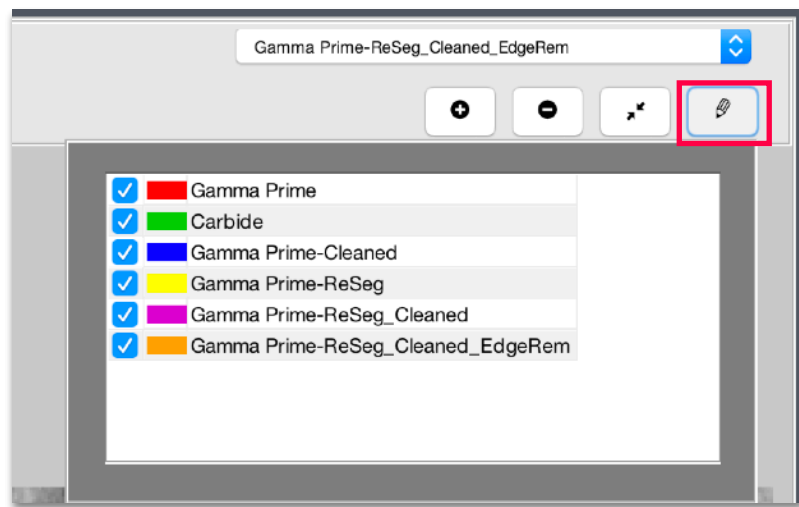 Gamma Prime-ReSeg_Cleaned_EdgeRem
Gamma Prime
Carbide
Gamma Prime-Cleaned
Gamma Prime-ReSeg
Gamma Prime-ReSeg_Cleaned
Gamma Prime-ReSeg_Cleaned_EdgeRem